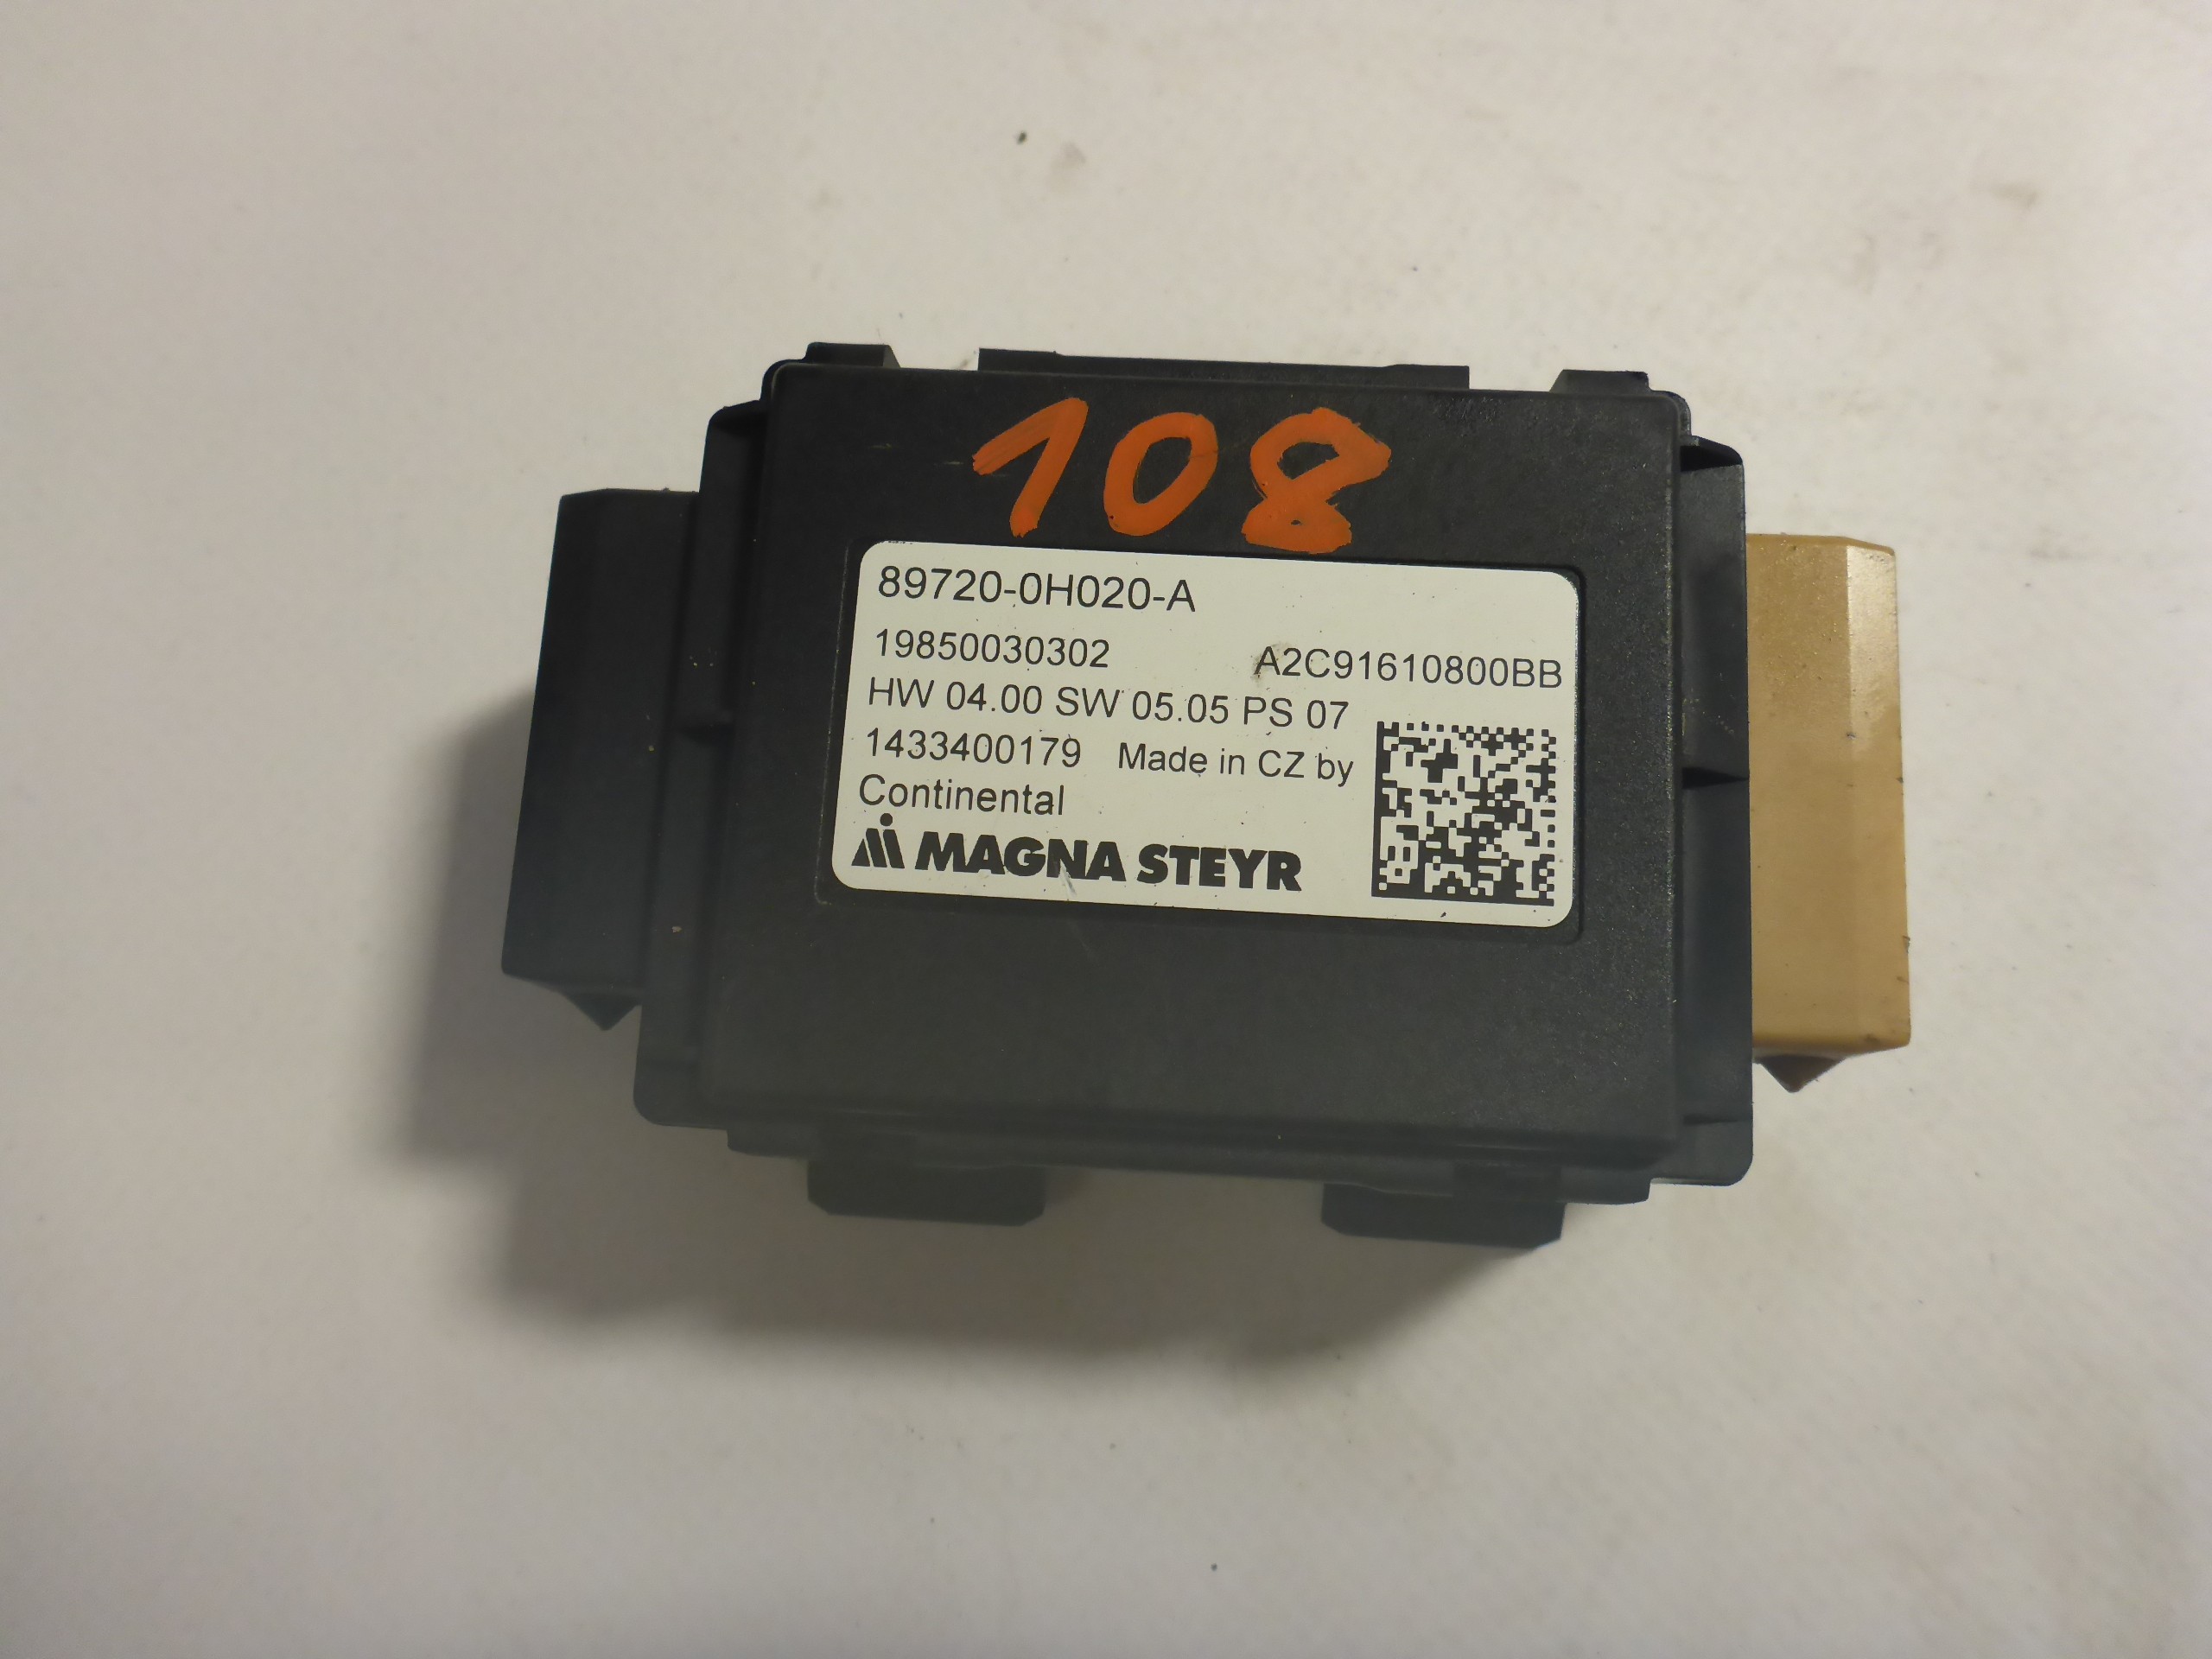 108
89720-0H020-A
19850030302 A2C91610800BB
HW 04.00 SW 05.05 PS 07
1433400179 Made in CZ by
Continental
MAGNA STEYR